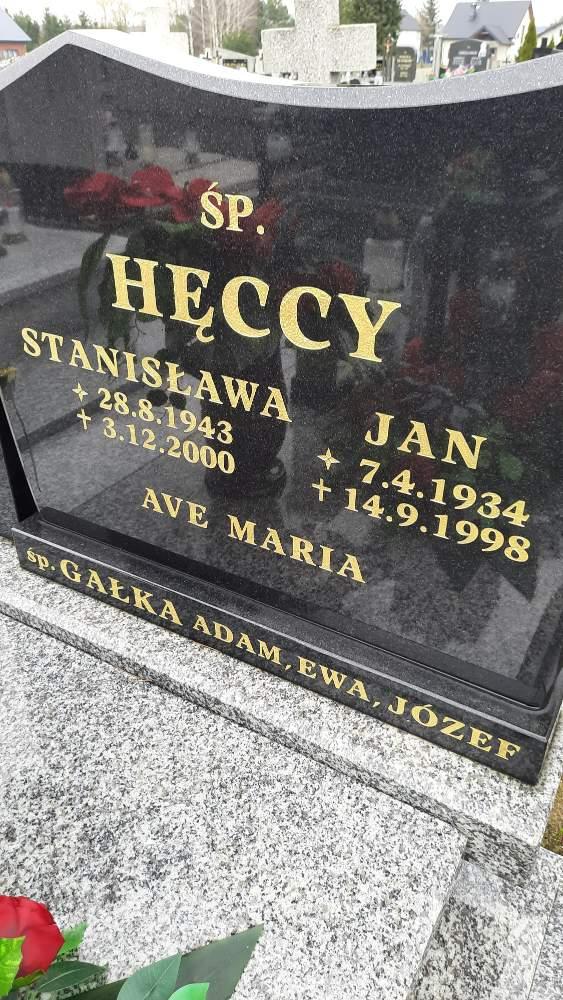 ŚP.
HĘCCY
STANISŁAWA
✧ 28.8.1943
✝ 3.12.2000
JAN
✧ 7.4.1934
✝ 14.9.1998
AVE MARIA
śp. GAŁKA ADAM, EWA, JÓZEF